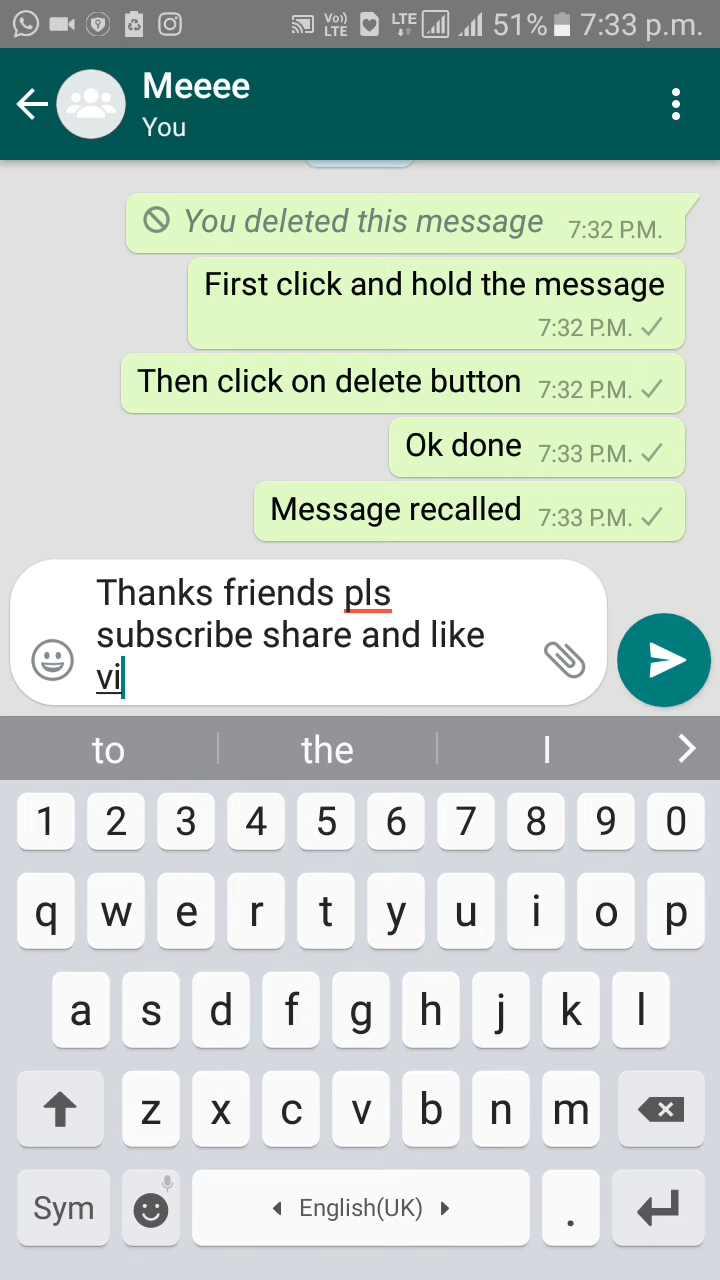 Vo)) LTE LTE 51% 7:33 p.m.
Meeee
You
You deleted this message 7:32 P.M.
First click and hold the message
7:32 P.M.
Then click on delete button 7:32 P.M.
Ok done 7:33 P.M.
Message recalled 7:33 P.M.
Thanks friends pls
subscribe share and like
vi
to the I
1 2 3 4 5 6 7 8 9 0
q w e r t y u i o p
a s d f g h j k l
z x c v b n m
Sym English(UK) .